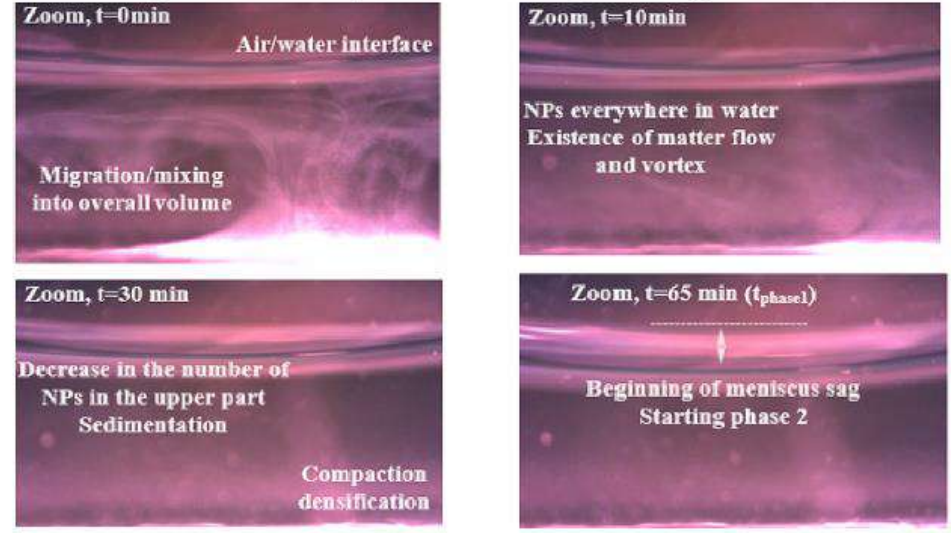 Zoom, t=0min
Air/water interface
Migration/mixing
into overall volume
Zoom, t=10min
NPs everywhere in water
Existence of matter flow
and vortex
Zoom, t=30 min
Decrease in the number of
NPs in the upper part
Sedimentation
Compaction
densification
Zoom, t=65 min (tphase1)
Beginning of meniscus sag
Starting phase 2